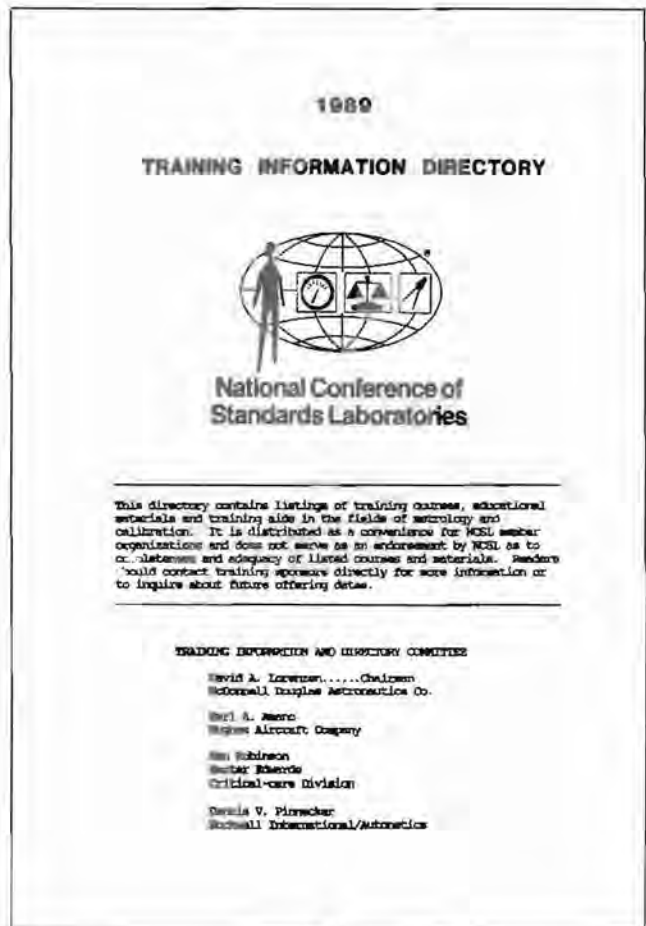 1989
TRAINING INFORMATION DIRECTORY
National Conference of
Standards Laboratories
This directory contains listings of training courses, educational
materials and training aids in the fields of metrology and
calibration. It is distributed as a convenience for NCSL member
organizations and does not serve as an endorsement by NCSL as to
and adequacy of listed courses and materials. Readers
should contact training sponsors directly for more information or
to inquire about future offering dates.
TRAINING INFORMATION AND DIRECTORY COMMITTEE
David A. Lorenzen......Chairman
McDonnell Douglas Astronautics Co.
A.
Hughes Aircraft Company
Robinson
Edwards
Critical-care Division
Dennis V.
Rockwell International/Autonetics